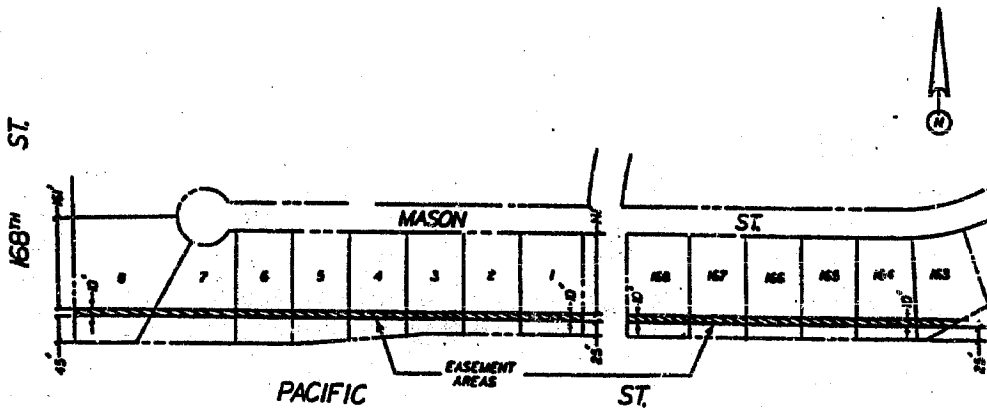 N
168TH ST.
161'
MASON ST.
8 7 6 5 4 3 2 1 168 167 166 165 164 163
10' 10' 10' 10'
45' 25' 25'
EASEMENT
AREAS
PACIFIC ST.